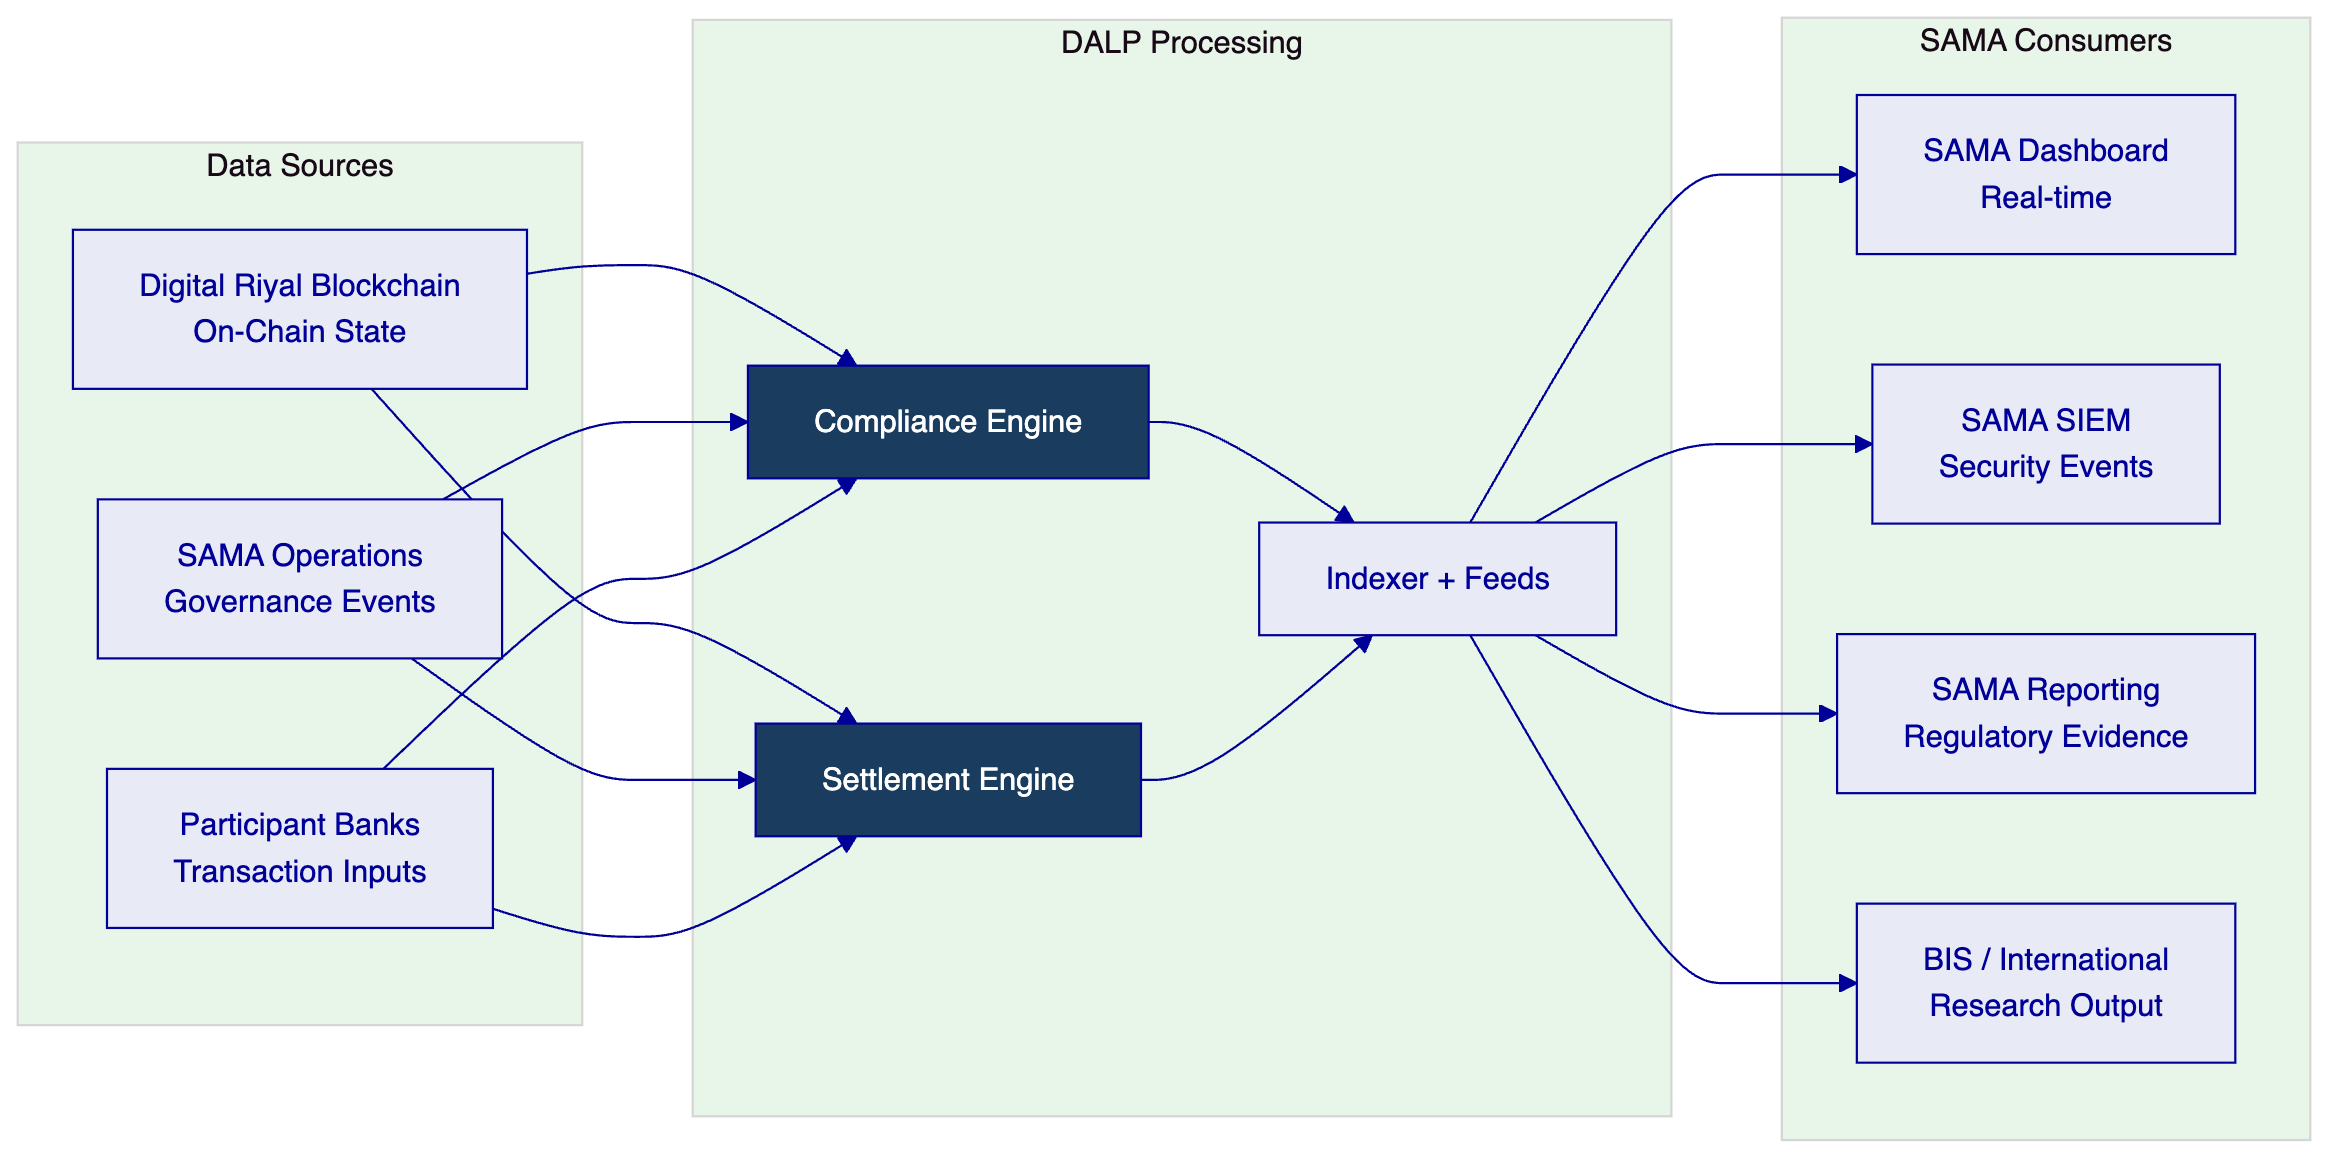 Data Sources
Digital Riyal Blockchain
On-Chain State
SAMA Operations
Governance Events
Participant Banks
Transaction Inputs
DALP Processing
Compliance Engine
Settlement Engine
Indexer + Feeds
SAMA Consumers
SAMA Dashboard
Real-time
SAMA SIEM
Security Events
SAMA Reporting
Regulatory Evidence
BIS / International
Research Output